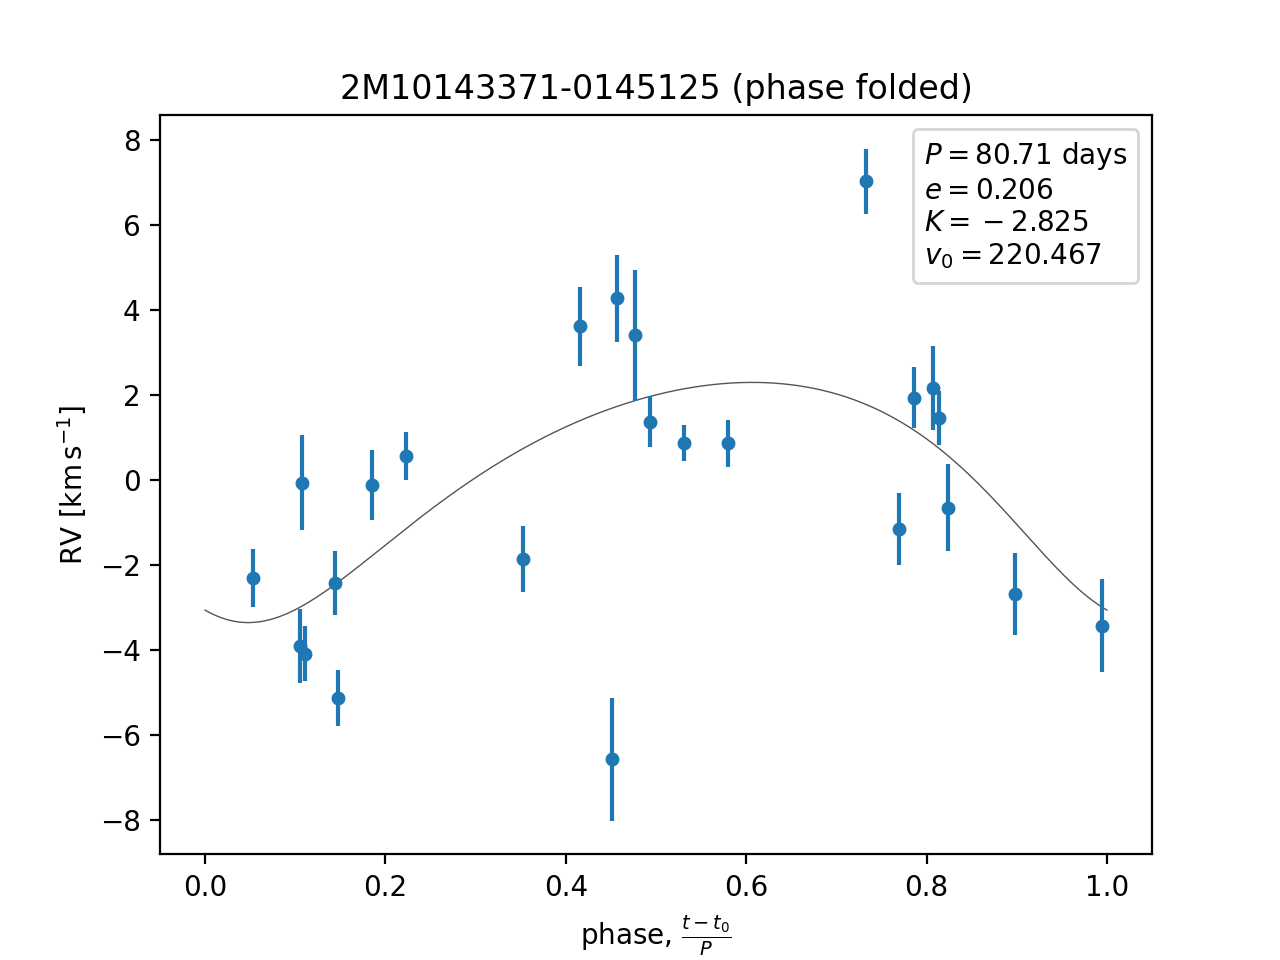 2M10143371-0145125 (phase folded)
P = 80.71 days
e = 0.206
K = −2.825
v₀ = 220.467
8
6
4
2
0
−2
−4
−6
−8
RV [km s⁻¹]
0.0 0.2 0.4 0.6 0.8 1.0
phase, (t − t₀)/P